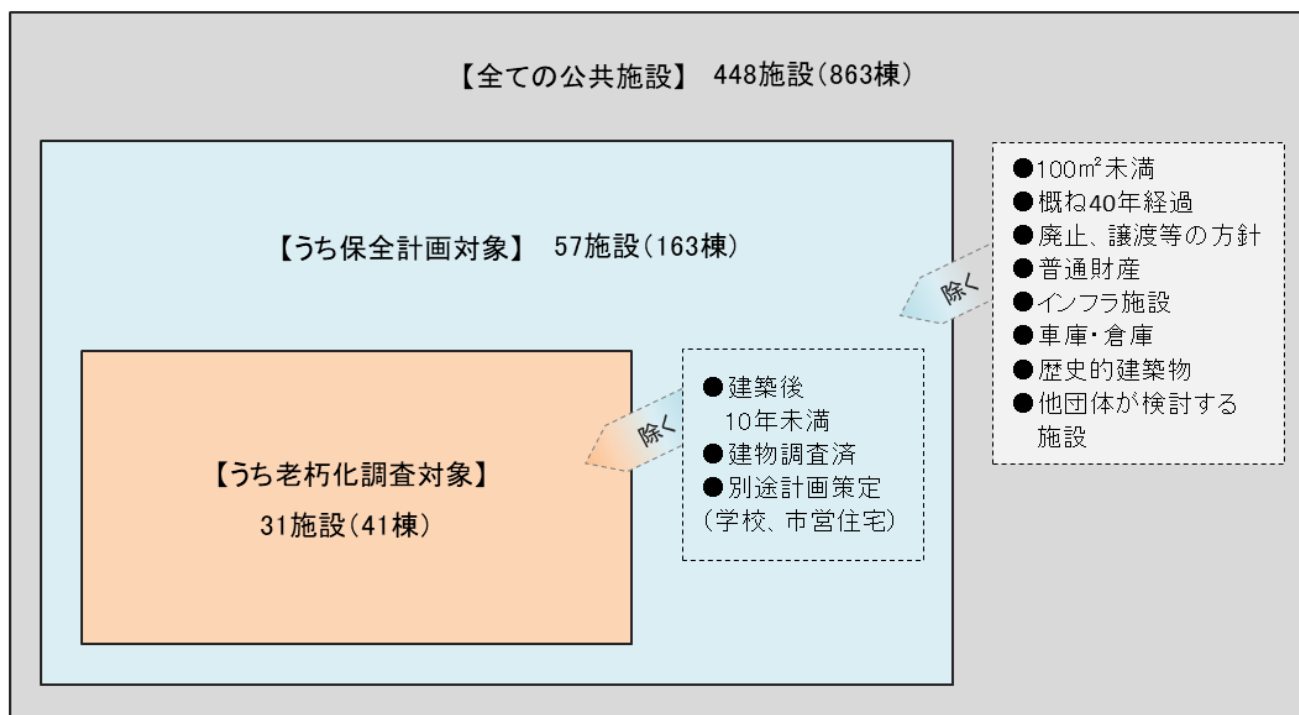 【全ての公共施設】 448施設(863棟)
【うち保全計画対象】 57施設(163棟)
●100㎡未満
●概ね40年経過
●廃止、譲渡等の方針
●普通財産
●インフラ施設
●車庫・倉庫
●歴史的建築物
●他団体が検討する
施設
除く
【うち老朽化調査対象】
31施設(41棟)
除く
●建築後
10年未満
●建物調査済
●別途計画策定
(学校、市営住宅)